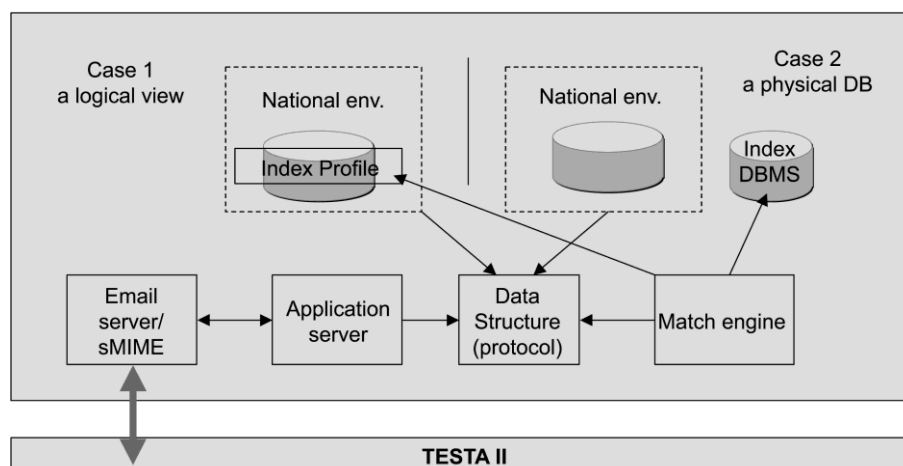 Case 1
a logical view
National env.
Index Profile
National env.
Case 2
a physical DB
Index
DBMS
Email
server/
sMIME
Application
server
Data
Structure
(protocol)
Match engine
TESTA II